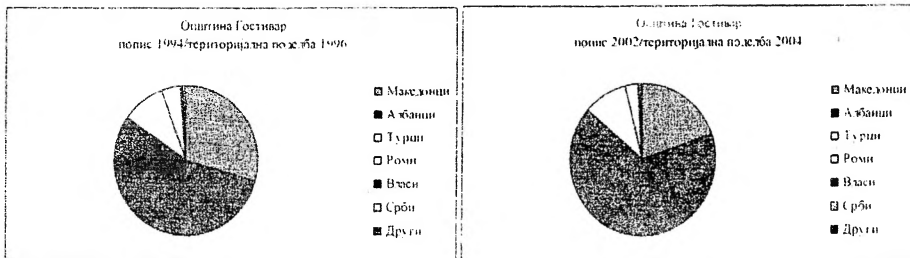 Општина Гостивар
попис 1994/територијална поделба 1996
Македонци
Албанци
Турци
Роми
Власи
Срби
Други
Општина Гостивар
попис 2002/територијална поделба 2004
Македонци
Албанци
Турци
Роми
Власи
Срби
Други